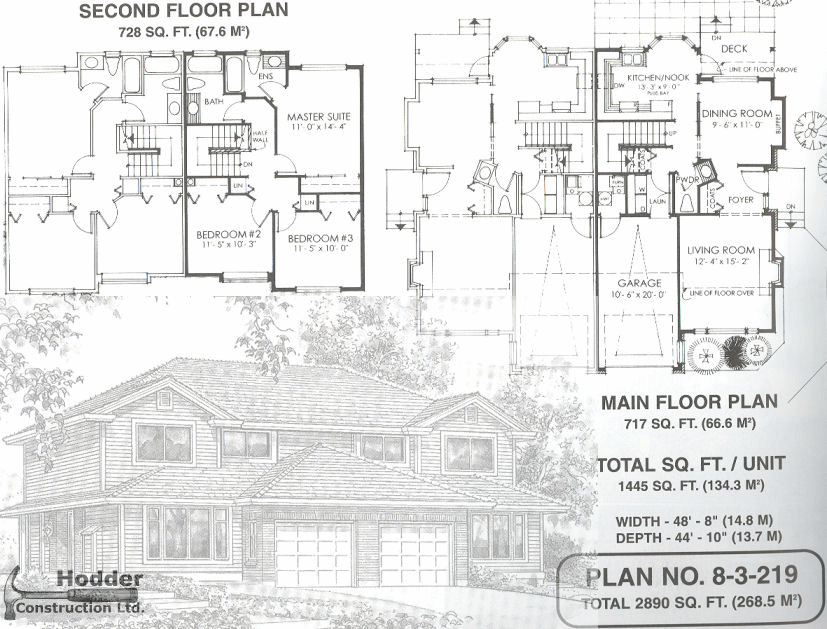 SECOND FLOOR PLAN
728 SQ. FT. (67.6 M²)
ENS
BATH
MASTER SUITE
11'- 0" x 14'- 4"
HALF
WALL
DN
LIN
LIN
BEDROOM #2
11'- 5" x 10'- 3"
BEDROOM #3
11'- 5" x 10'- 0"
DN
DECK
LINE OF FLOOR ABOVE
KITCHEN/NOOK
13'- 3" x 9'- 0"
PLUS BAY
DW
DINING ROOM
9'- 6" x 11'- 0"
BUFFET
UP
PWDR
W
LAUN
COATS
FOYER
DN
LIVING ROOM
12'- 4" x 15'- 2"
GARAGE
10'- 6" x 20'- 0"
LINE OF FLOOR OVER
MAIN FLOOR PLAN
717 SQ. FT. (66.6 M²)
TOTAL SQ. FT. / UNIT
1445 SQ. FT. (134.3 M²)
WIDTH - 48' - 8" (14.8 M)
DEPTH - 44' - 10" (13.7 M)
PLAN NO. 8-3-219
TOTAL 2890 SQ. FT. (268.5 M²)
Hodder
Construction Ltd.